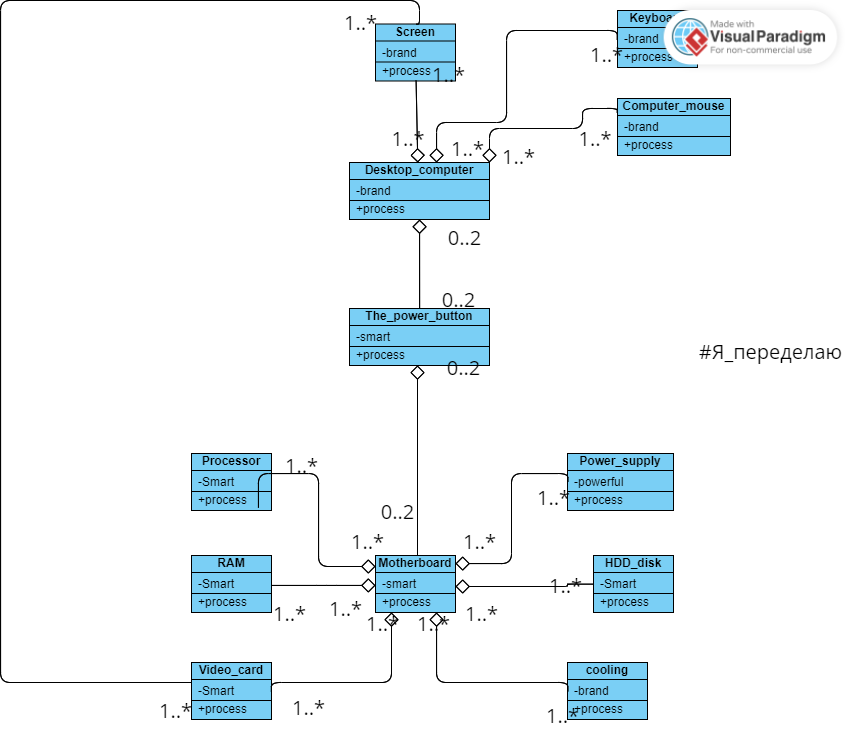 1..*
Screen
-brand
+process
1..*
Made with
VisualParadigm
For non-commercial use
-brand
+process
1..*
Computer_mouse
-brand
+process
1..*
1..*
1..*
1..*
Desktop_computer
-brand
+process
0..2
0..2
The_power_button
-smart
+process
0..2
#Я_переделаю
Processor
-Smart
+process
1..*
Power_supply
-powerful
+process
1..*
0..2
1..*
1..*
RAM
-Smart
+process
1..*
Motherboard
-smart
+process
1..*
1..*
HDD_disk
-Smart
+process
1..*
1..*
1..*
Video_card
-Smart
+process
1..*
1..*
cooling
-brand
+process
1..*